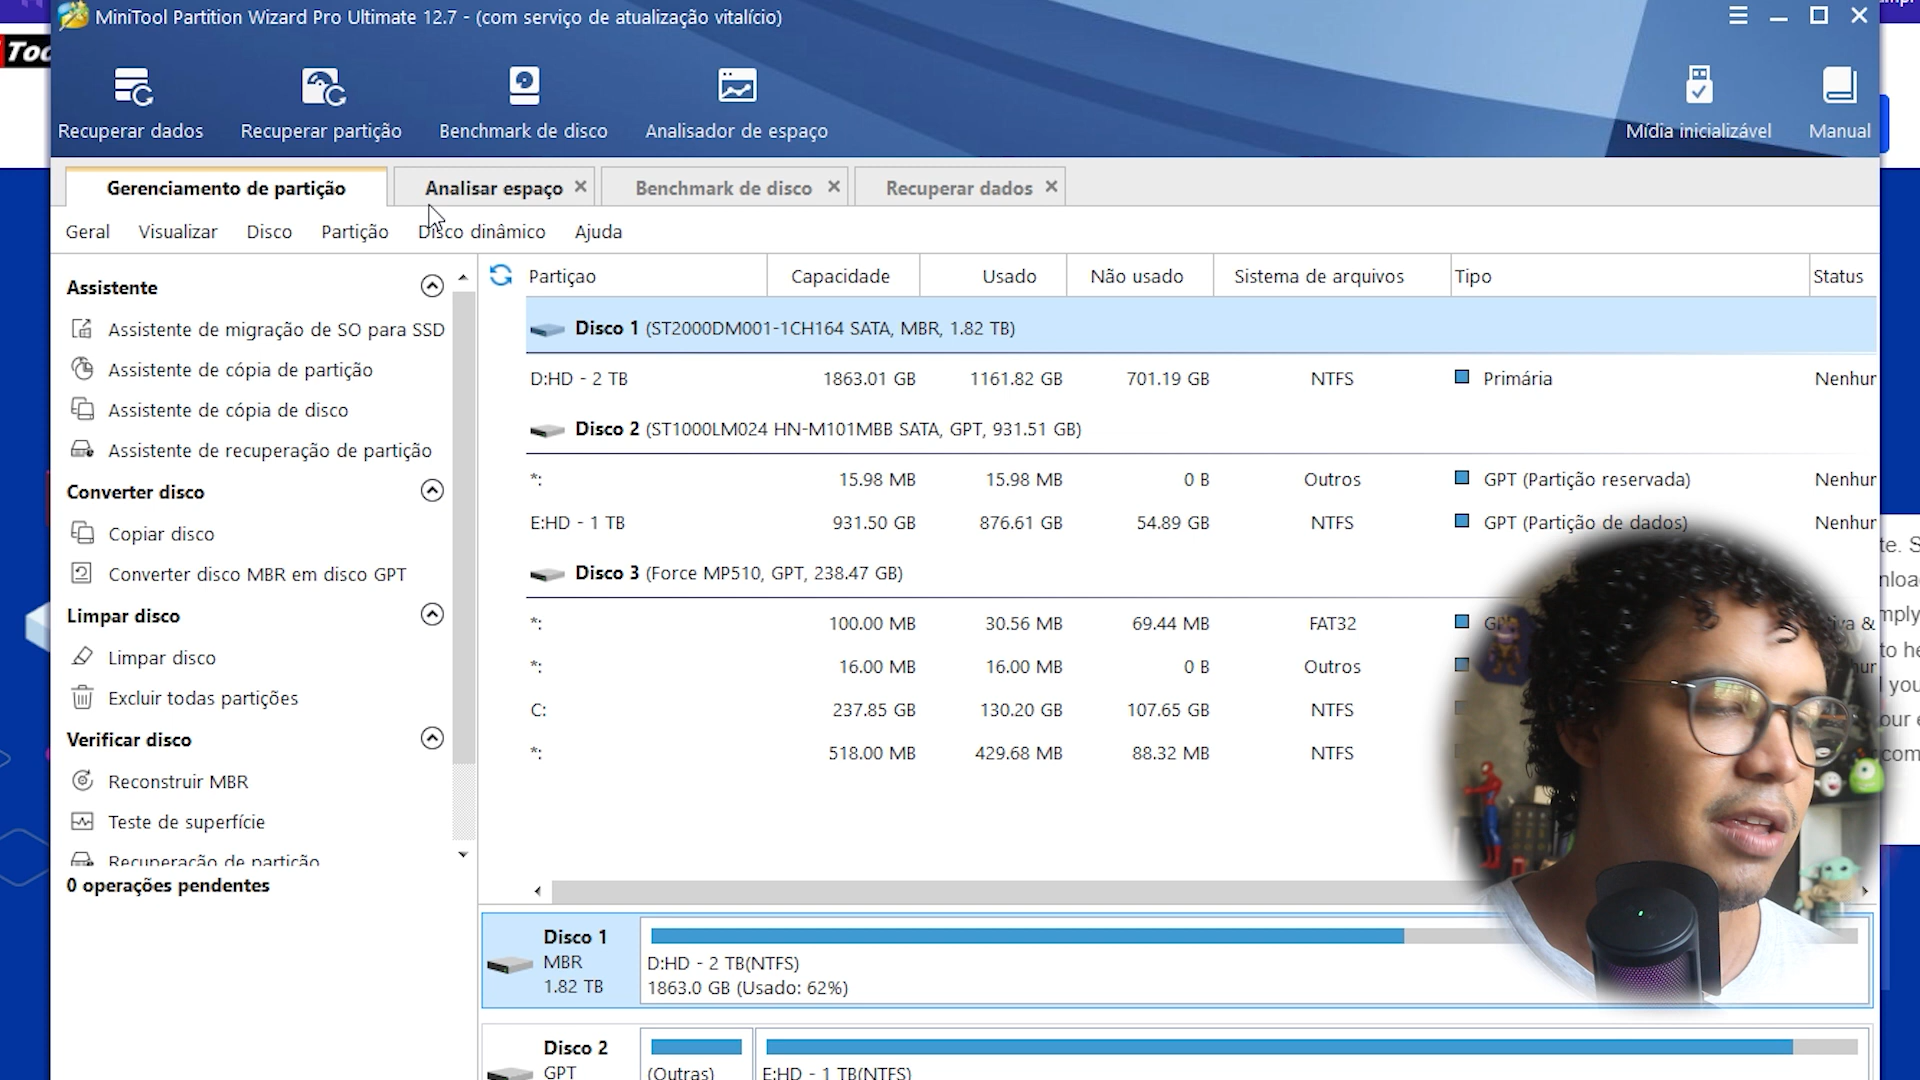 MiniTool Partition Wizard Pro Ultimate 12.7 - (com serviço de atualização vitalício)
Recuperar dados
Recuperar partição
Benchmark de disco
Analisador de espaço
Mídia inicializável
Manual
Gerenciamento de partição
Analisar espaço
Benchmark de disco
Recuperar dados
Geral Visualizar Disco Partição Disco dinâmico Ajuda
Assistente
Assistente de migração de SO para SSD
Assistente de cópia de partição
Assistente de cópia de disco
Assistente de recuperação de partição
Converter disco
Copiar disco
Converter disco MBR em disco GPT
Limpar disco
Limpar disco
Excluir todas partições
Verificar disco
Reconstruir MBR
Teste de superfície
Recuperação de partição
0 operações pendentes
Partiçao Capacidade Usado Não usado Sistema de arquivos Tipo Status
Disco 1 (ST2000DM001-1CH164 SATA, MBR, 1.82 TB)
D:HD - 2 TB 1863.01 GB 1161.82 GB 701.19 GB NTFS Primária Nenhur
Disco 2 (ST1000LM024 HN-M101MBB SATA, GPT, 931.51 GB)
*: 15.98 MB 15.98 MB 0 B Outros GPT (Partição reservada) Nenhur
E:HD - 1 TB 931.50 GB 876.61 GB 54.89 GB NTFS GPT (Partição de dados) Nenhur
Disco 3 (Force MP510, GPT, 238.47 GB)
*: 100.00 MB 30.56 MB 69.44 MB FAT32
*: 16.00 MB 16.00 MB 0 B Outros
C: 237.85 GB 130.20 GB 107.65 GB NTFS
*: 518.00 MB 429.68 MB 88.32 MB NTFS
Disco 1
MBR
1.82 TB
D:HD - 2 TB(NTFS)
1863.0 GB (Usado: 62%)
Disco 2
GPT
(Outras)
E:HD - 1 TB(NTFS)